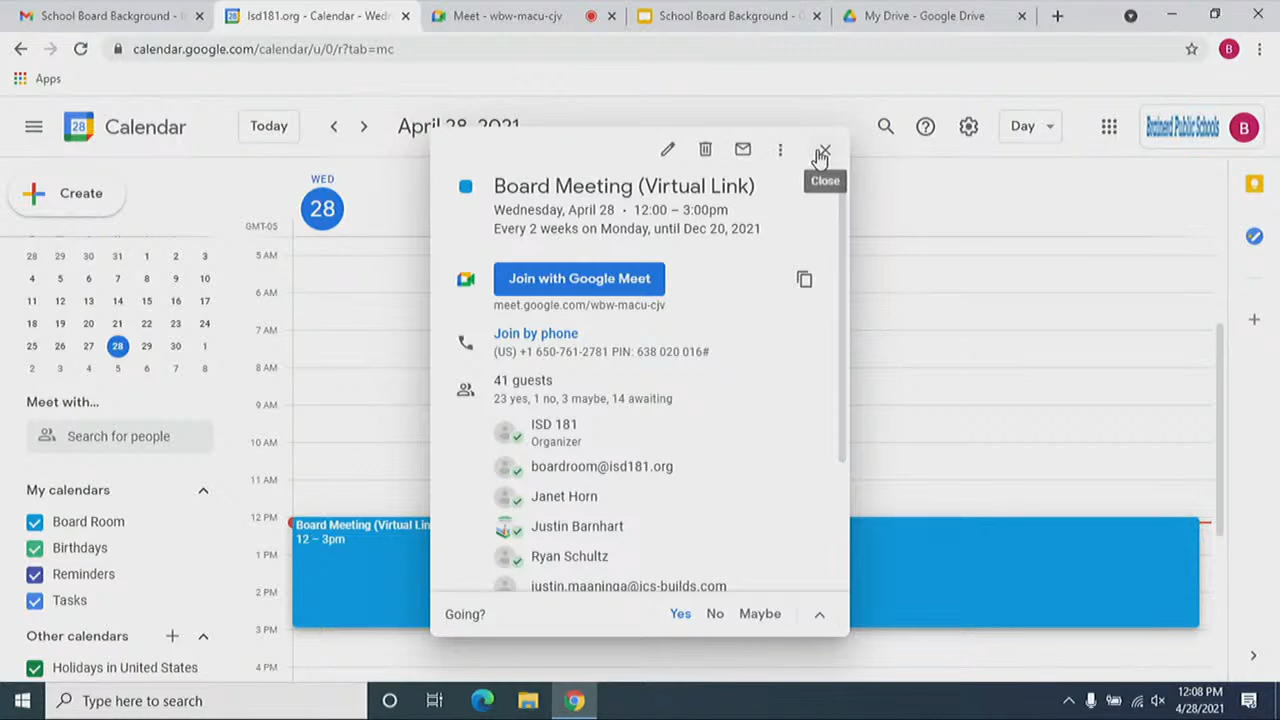 School Board Background - I
Isd181.org - Calendar - Wedn
Meet - wbw-macu-cjv
School Board Background - G
My Drive - Google Drive
calendar.google.com/calendar/u/0/r?tab=mc
B
Apps
28
Calendar
Today
April 28, 2021
Day
Brainerd Public Schools
B
Create
WED
28
GMT-05
28 29 30 31 1 2 3
4 5 6 7 8 9 10
11 12 13 14 15 16 17
18 19 20 21 22 23 24
25 26 27 28 29 30 1
2 3 4 5 6 7 8
Meet with...
Search for people
My calendars
Board Room
Birthdays
Reminders
Tasks
Other calendars
Holidays in United States
5 AM
6 AM
7 AM
8 AM
9 AM
10 AM
11 AM
12 PM
1 PM
2 PM
3 PM
4 PM
Board Meeting (Virtual Lin
12 – 3pm
Close
Board Meeting (Virtual Link)
Wednesday, April 28 · 12:00 – 3:00pm
Every 2 weeks on Monday, until Dec 20, 2021
Join with Google Meet
meet.google.com/wbw-macu-cjv
Join by phone
(US) +1 650-761-2781 PIN: 638 020 016#
41 guests
23 yes, 1 no, 3 maybe, 14 awaiting
ISD 181
Organizer
boardroom@isd181.org
Janet Horn
Justin Barnhart
Ryan Schultz
justin.maaninga@ics-builds.com
Going?
Yes No Maybe
Type here to search
12:08 PM
4/28/2021